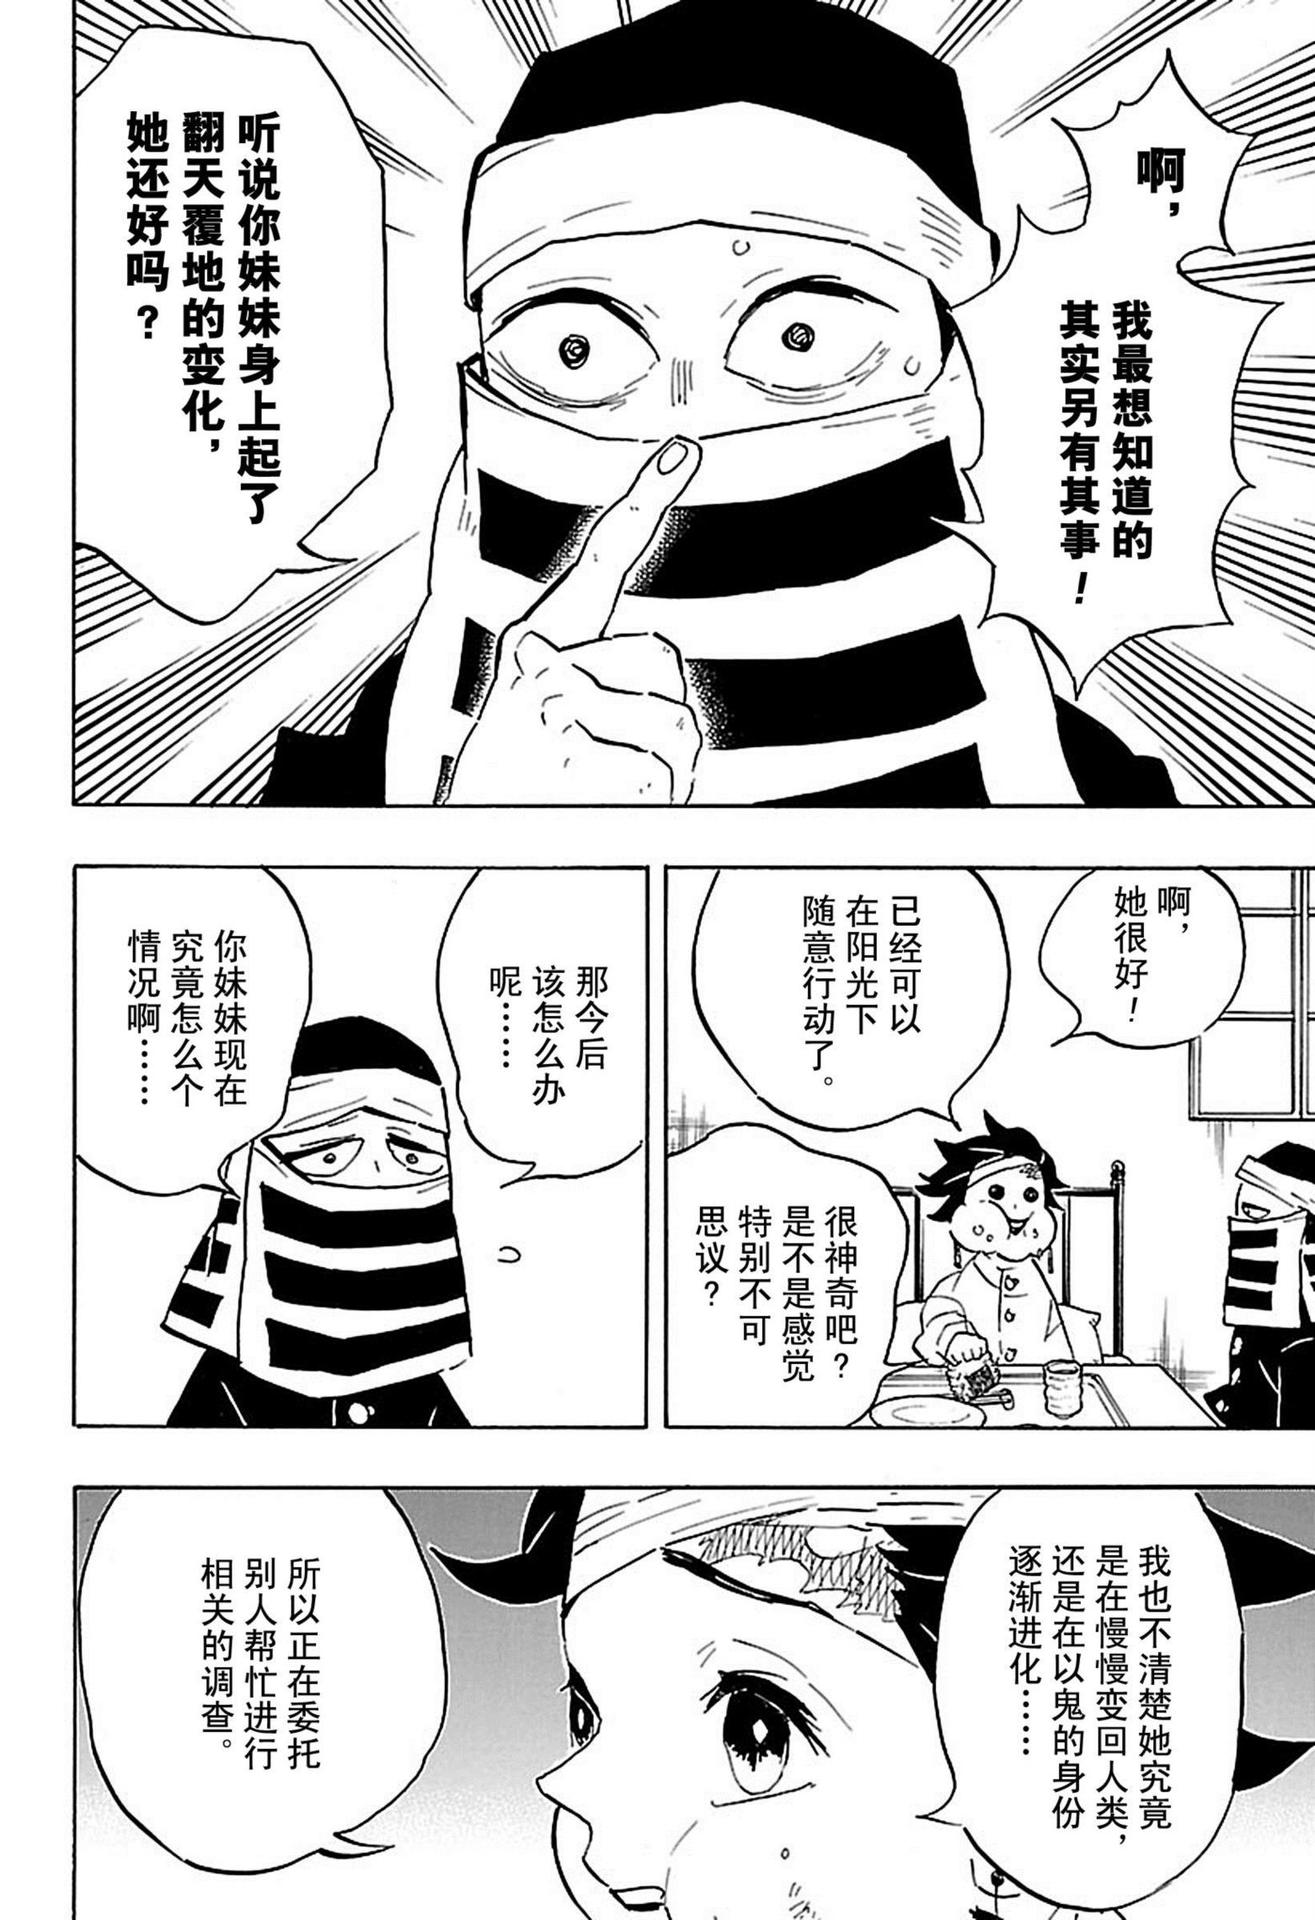 啊，
我最想知道的
其实另有其事！
听说你妹妹身上起了
翻天覆地的变化，
她还好吗？
啊，
她很好！
已经可以
在阳光下
随意行动了。
很神奇吧？
是不是感觉
特别不可
思议？
那今后
该怎么办
呢……
你妹妹现在
究竟怎么个
情况啊……
我也不清楚她究竟
是在慢慢变回人类，
还是在以鬼的身份
逐渐进化……
所以正在委托
别人帮忙进行
相关的调查。